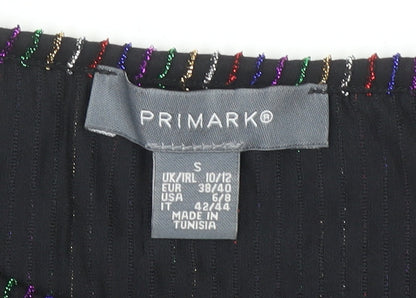 PRIMARK®
S
UK/IRL 10/12
EUR 38/40
USA 6/8
IT 42/44
MADE IN
TUNISIA